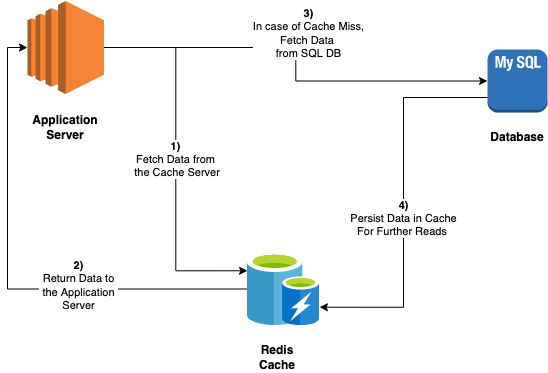 3)
In case of Cache Miss,
Fetch Data
from SQL DB
My SQL
Application
Server
Database
1)
Fetch Data from
the Cache Server
4)
Persist Data in Cache
For Further Reads
2)
Return Data to
the Application
Server
Redis
Cache